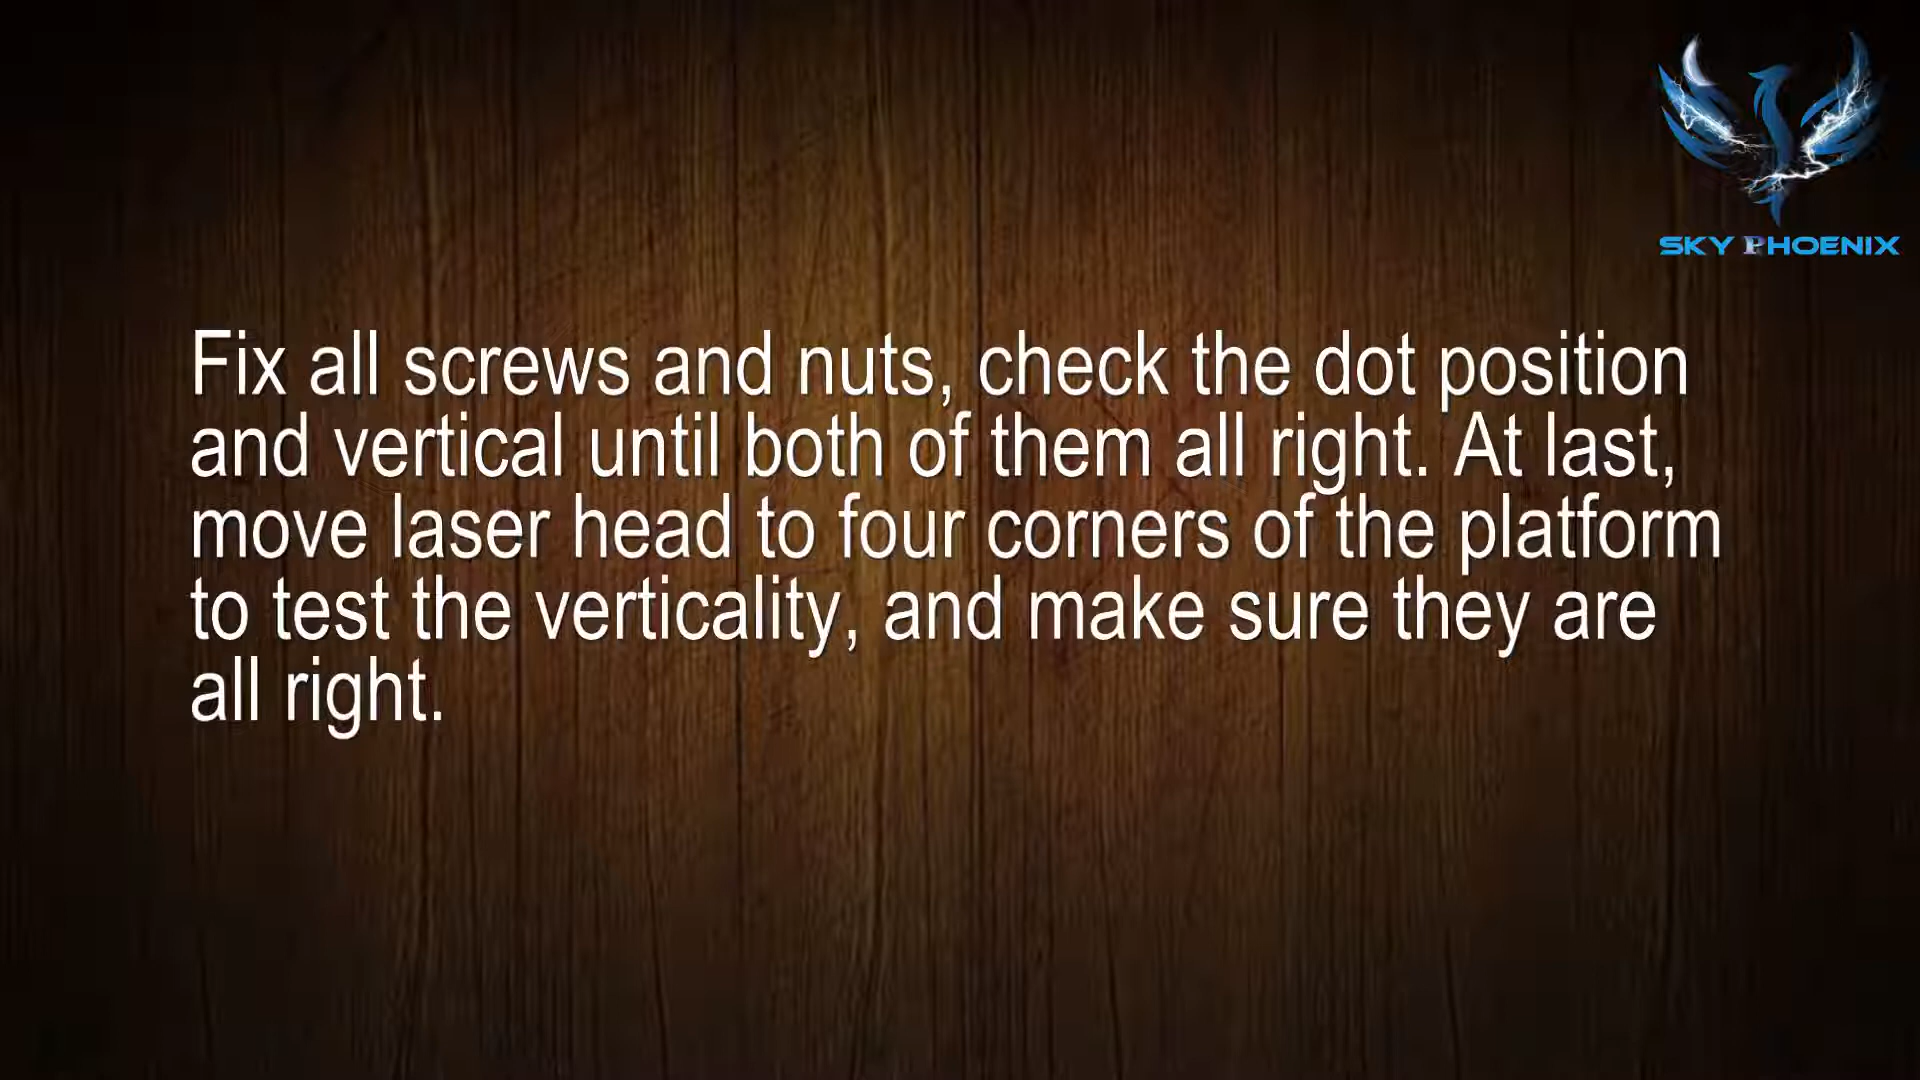 SKY PHOENIX
Fix all screws and nuts, check the dot position
and vertical until both of them all right. At last,
move laser head to four corners of the platform
to test the verticality, and make sure they are
all right.